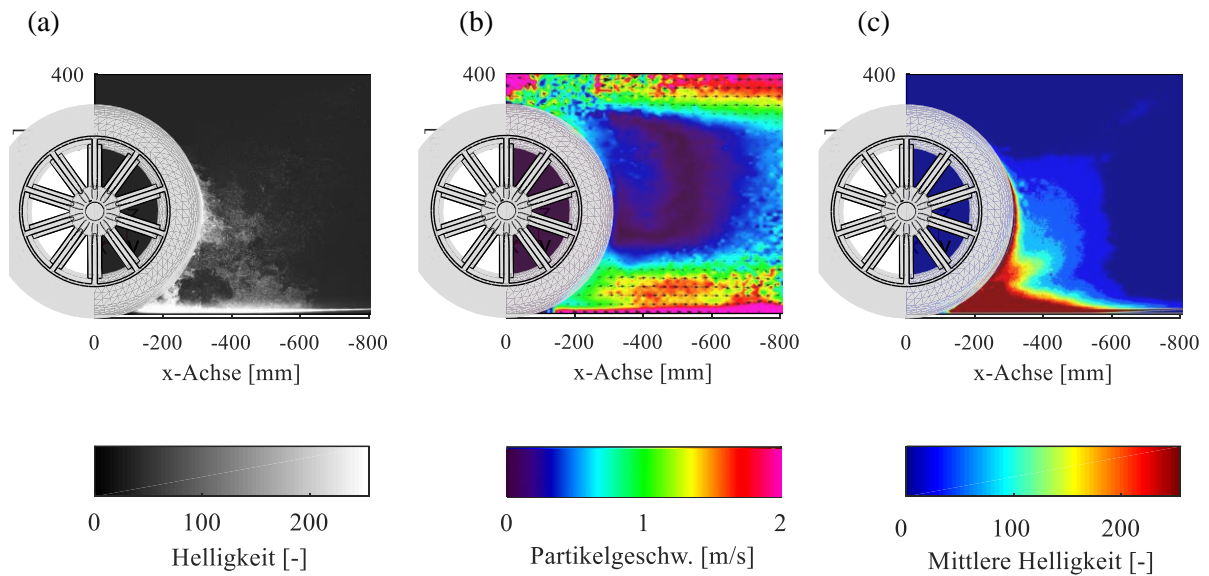 (a) (b) (c)
400 400 400
0 -200 -400 -600 -800 0 -200 -400 -600 -800 0 -200 -400 -600 -800
x-Achse [mm] x-Achse [mm] x-Achse [mm]
0 100 200 0 1 2 0 100 200
Helligkeit [-] Partikelgeschw. [m/s] Mittlere Helligkeit [-]